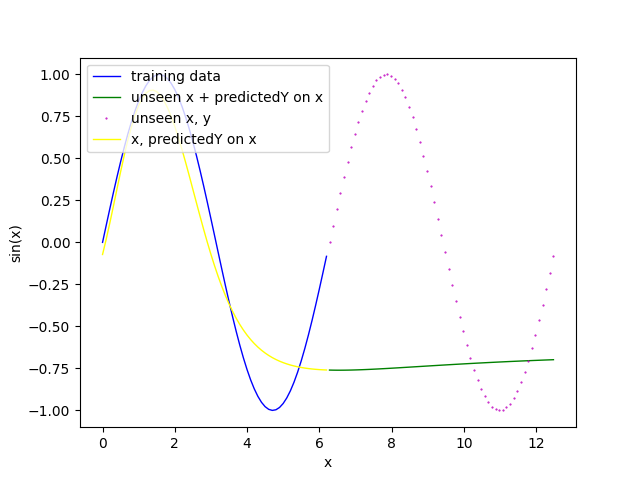 training data
unseen x + predictedY on x
unseen x, y
x, predictedY on x
1.00
0.75
0.50
0.25
0.00
−0.25
−0.50
−0.75
−1.00
sin(x)
0 2 4 6 8 10 12
x